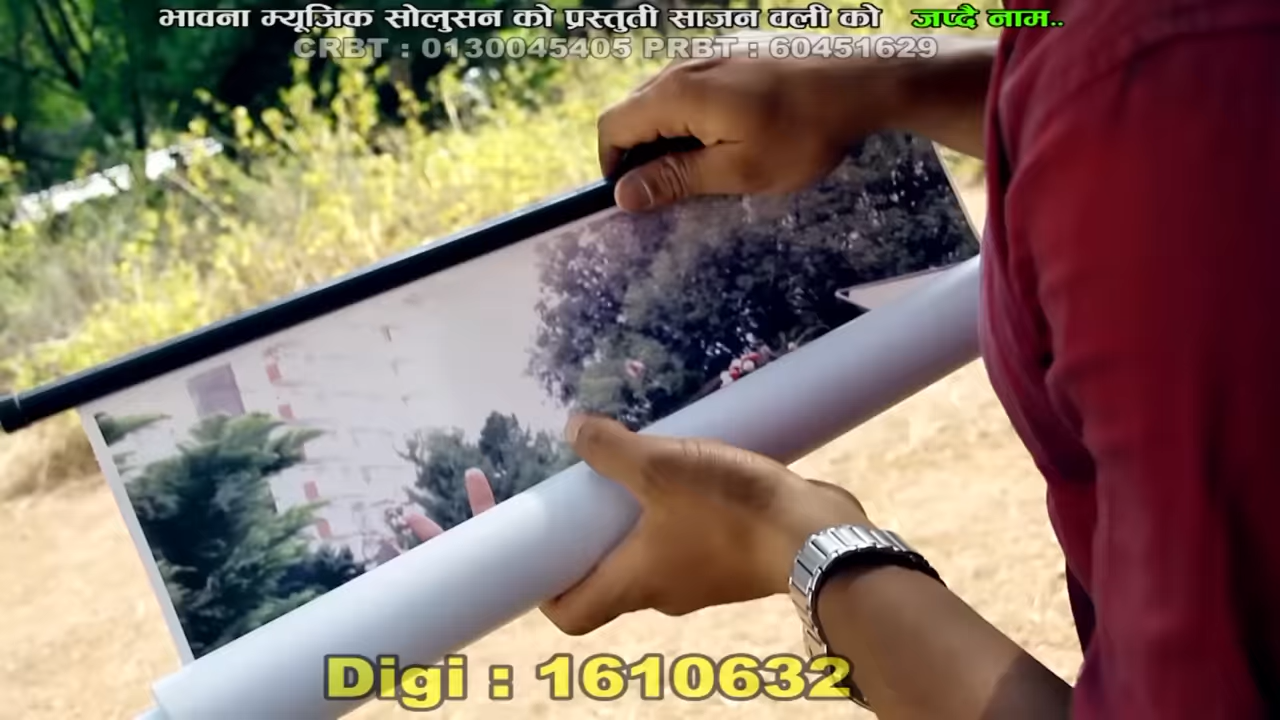 भावना म्यूजिक सोलुसन को प्रस्तुती साजन वली को जप्दै नाम..
CRBT : 0130045405 PRBT : 60451629
Digi : 1610632